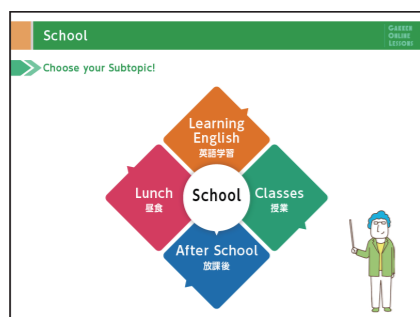 School
GARDEN
ONLINE
LESSONS
Choose your Subtopic!
Learning
English
英語学習
Lunch
昼食
School
Classes
授業
After School
放課後